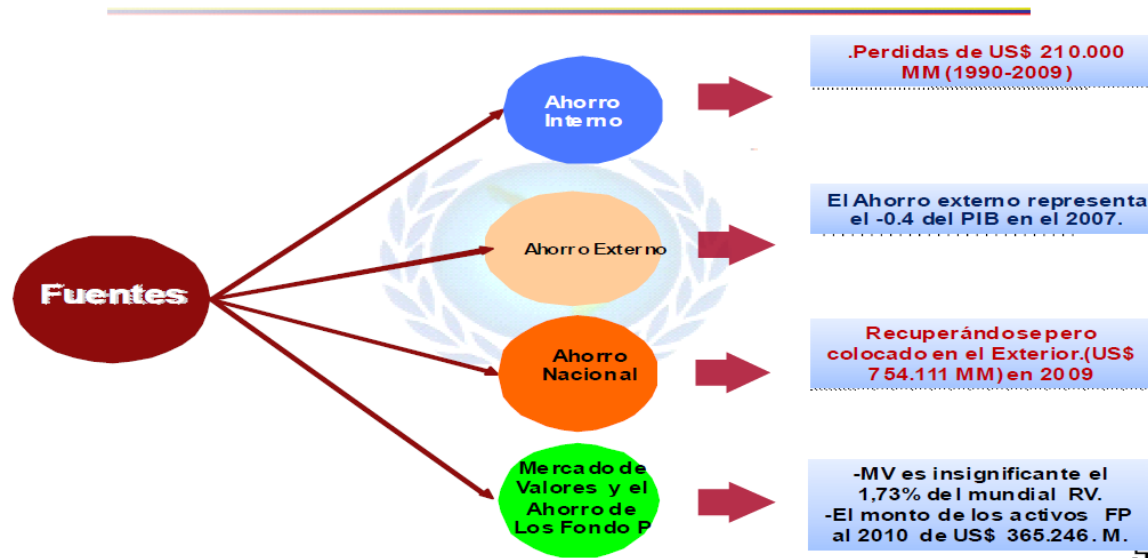 Fuentes
Ahorro
Interno
.Perdidas de US$ 210.000
MM (1990-2009)
Ahorro Externo
El Ahorro externo representa
el -0.4 del PIB en el 2007.
Ahorro
Nacional
Recuperándose pero
colocado en el Exterior.(US$
754.111 MM) en 2009
Mercado de
Valores y el
Ahorro de
Los Fondo P
-MV es insignificante el
1,73% del mundial RV.
-El monto de los activos FP
al 2010 de US$ 365.246. M.